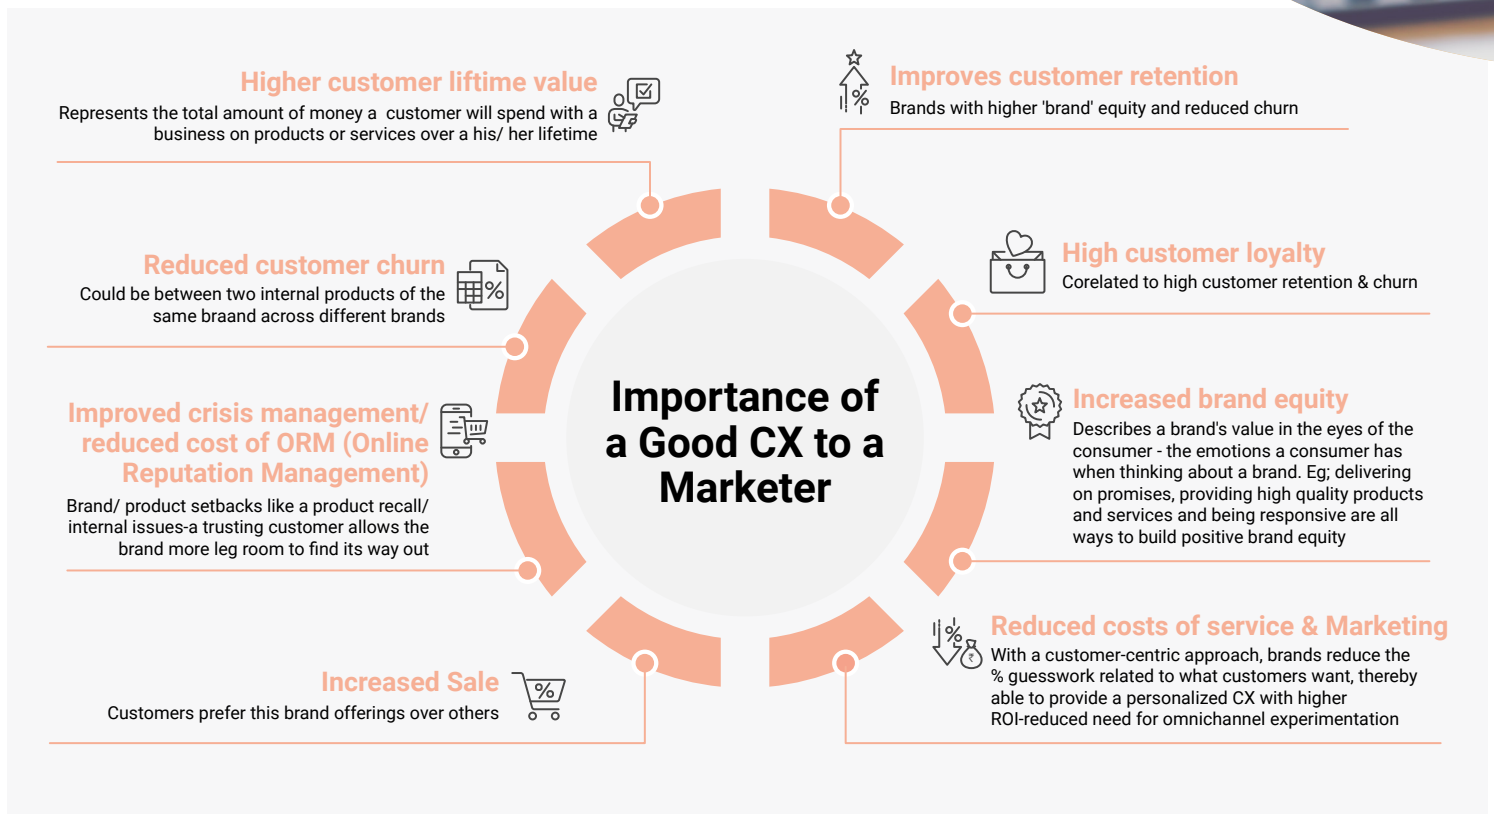 Higher customer liftime value
Represents the total amount of money a  customer will spend with a
business on products or services over a his/ her lifetime
Reduced customer churn
Could be between two internal products of the
same braand across different brands
Improved crisis management/
reduced cost of ORM (Online
Reputation Management)
Brand/ product setbacks like a product recall/
internal issues-a trusting customer allows the
brand more leg room to find its way out
Increased Sale
Customers prefer this brand offerings over others
Importance of
a Good CX to a
Marketer
Improves customer retention
Brands with higher 'brand' equity and reduced churn
High customer loyalty
Corelated to high customer retention & churn
Increased brand equity
Describes a brand's value in the eyes of the
consumer - the emotions a consumer has
when thinking about a brand. Eg; delivering
on promises, providing high quality products
and services and being responsive are all
ways to build positive brand equity
Reduced costs of service & Marketing
With a customer-centric approach, brands reduce the
% guesswork related to what customers want, thereby
able to provide a personalized CX with higher
ROI-reduced need for omnichannel experimentation